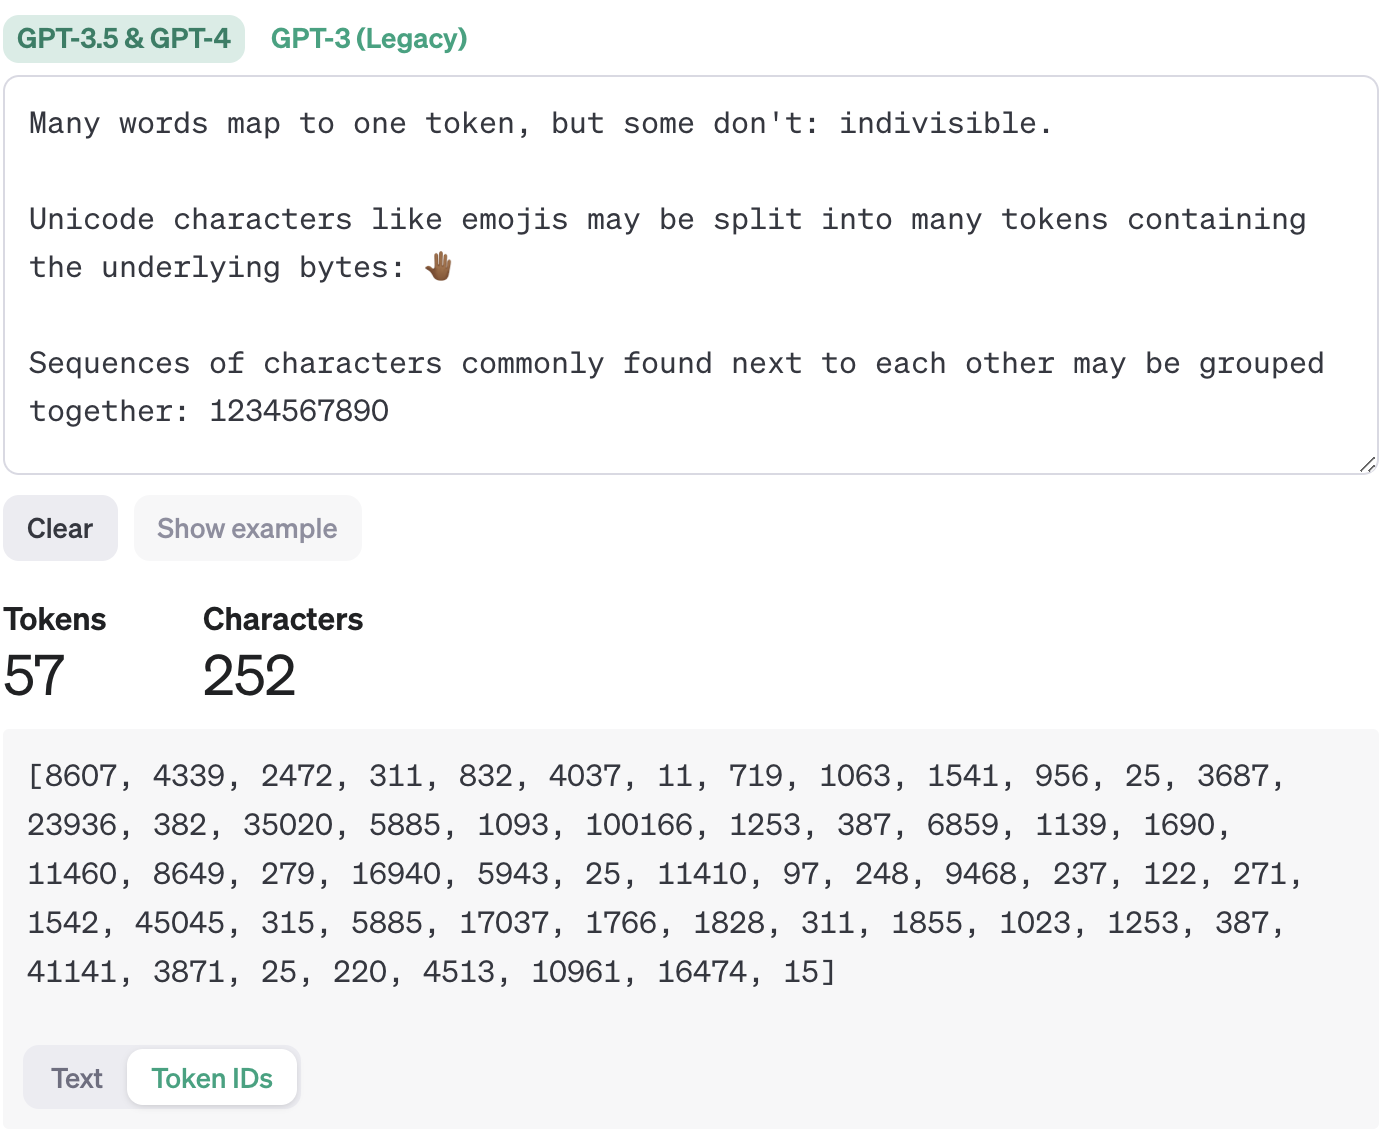 GPT-3.5 & GPT-4 GPT-3 (Legacy)
Many words map to one token, but some don't: indivisible.
Unicode characters like emojis may be split into many tokens containing
the underlying bytes: 🤚🏾
Sequences of characters commonly found next to each other may be grouped
together: 1234567890
Clear Show example
Tokens Characters
57 252
[8607, 4339, 2472, 311, 832, 4037, 11, 719, 1063, 1541, 956, 25, 3687,
23936, 382, 35020, 5885, 1093, 100166, 1253, 387, 6859, 1139, 1690,
11460, 8649, 279, 16940, 5943, 25, 11410, 97, 248, 9468, 237, 122, 271,
1542, 45045, 315, 5885, 17037, 1766, 1828, 311, 1855, 1023, 1253, 387,
41141, 3871, 25, 220, 4513, 10961, 16474, 15]
Text Token IDs